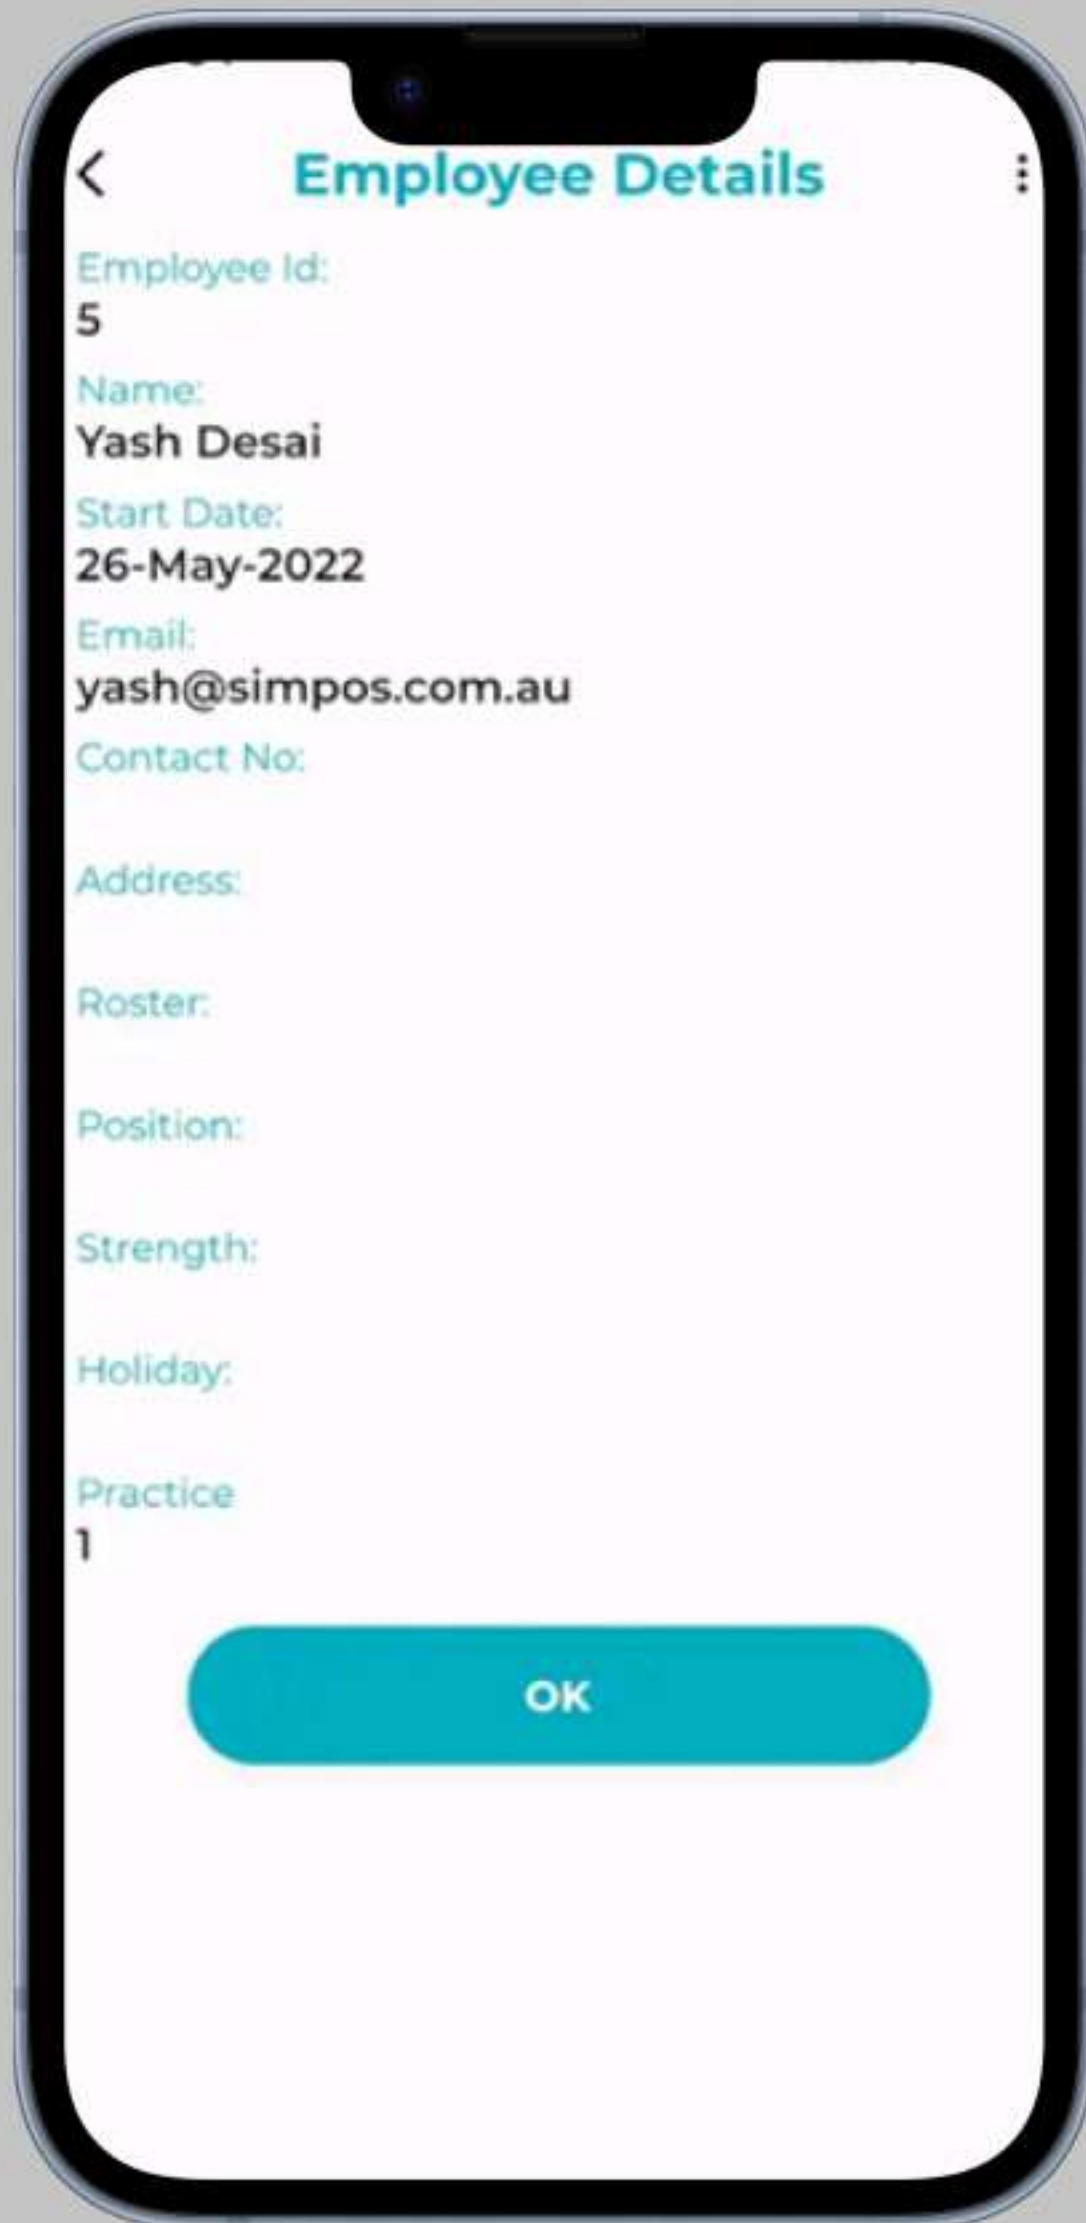 Employee Details
Employee Id:
5
Name:
Yash Desai
Start Date:
26-May-2022
Email:
yash@simpos.com.au
Contact No:
Address:
Roster:
Position:
Strength:
Holiday:
Practice
1
OK